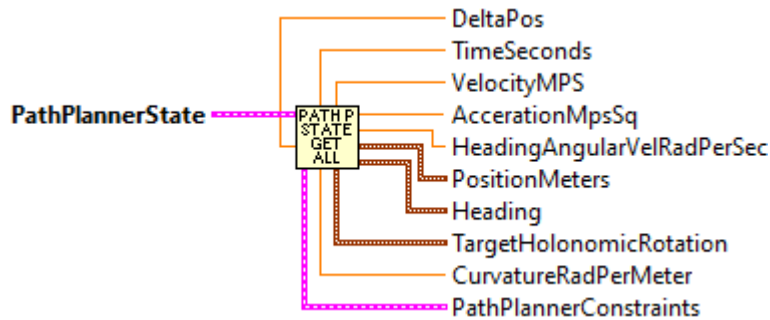 DeltaPos
TimeSeconds
VelocityMPS
PathPlannerState
PATH P
STATE
GET
ALL
AccerationMpsSq
HeadingAngularVelRadPerSec
PositionMeters
Heading
TargetHolonomicRotation
CurvatureRadPerMeter
PathPlannerConstraints